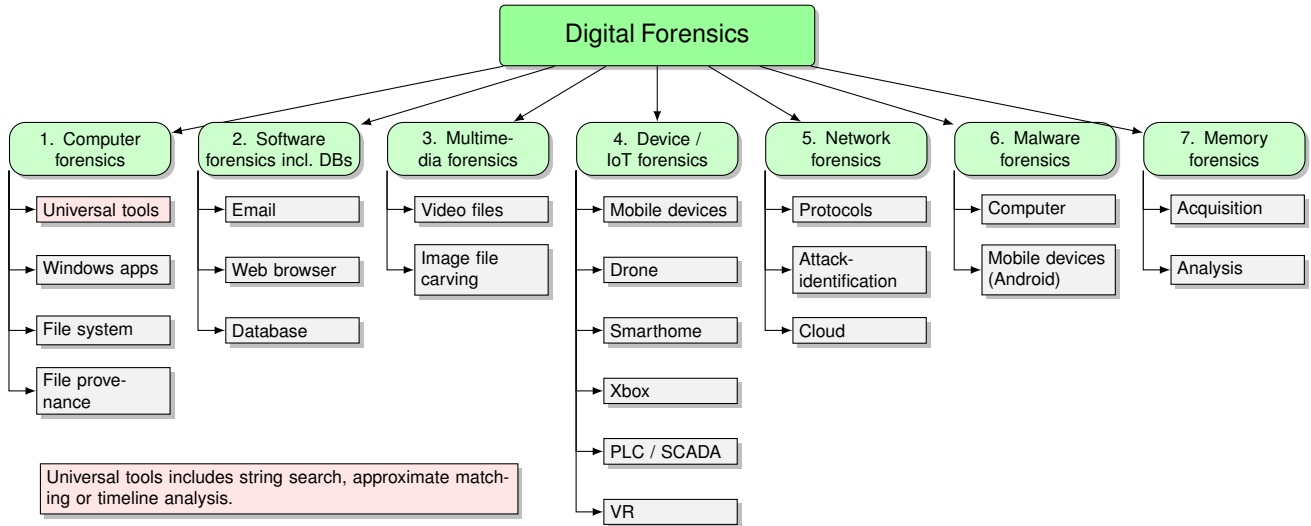 Digital Forensics
1. Computer
forensics
Universal tools
Windows apps
File system
File prove-
nance
2. Software
forensics incl. DBs
Email
Web browser
Database
3. Multime-
dia forensics
Video files
Image file
carving
4. Device /
IoT forensics
Mobile devices
Drone
Smarthome
Xbox
PLC / SCADA
VR
5. Network
forensics
Protocols
Attack-
identification
Cloud
6. Malware
forensics
Computer
Mobile devices
(Android)
7. Memory
forensics
Acquisition
Analysis
Universal tools includes string search, approximate match-
ing or timeline analysis.